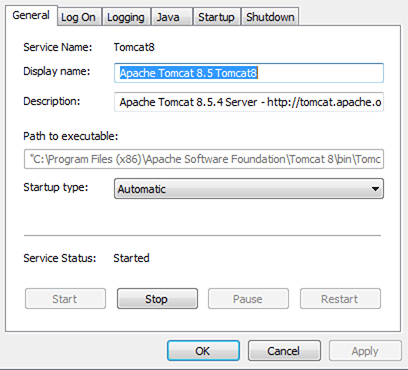 General Log On Logging Java Startup Shutdown
Service Name: Tomcat8
Display name: Apache Tomcat 8.5 Tomcat8
Description: Apache Tomcat 8.5.4 Server - http://tomcat.apache.o
Path to executable:
"C:\Program Files (x86)\Apache Software Foundation\Tomcat 8\bin\Tomc
Startup type: Automatic
Service Status: Started
Start Stop Pause Restart
OK Cancel Apply